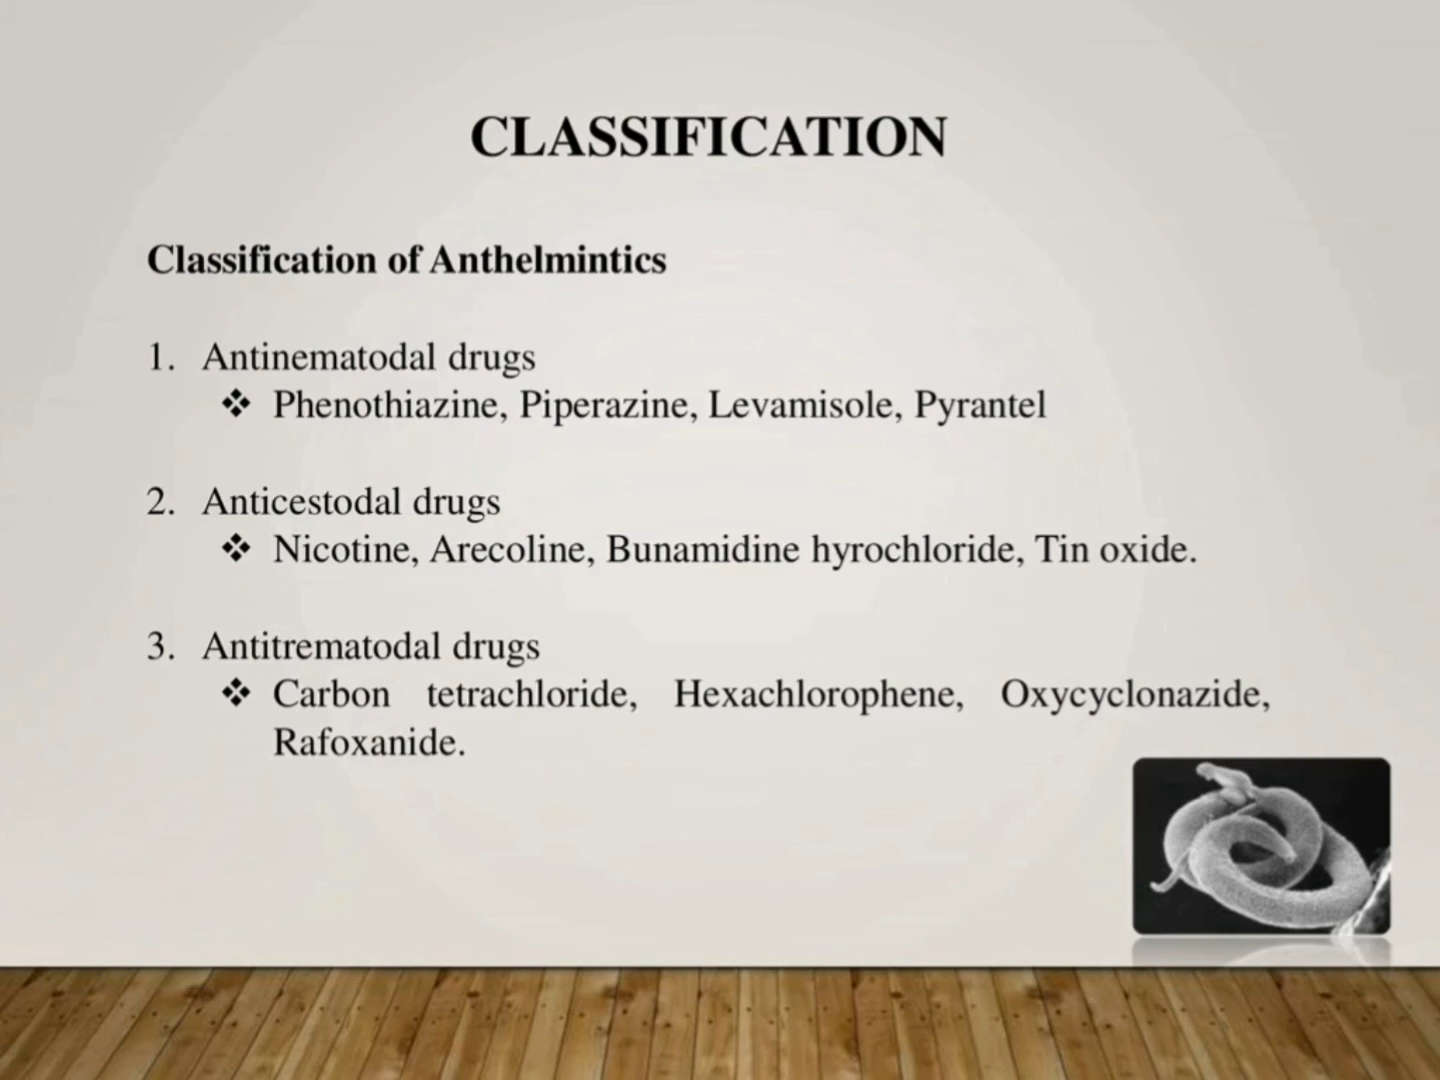 CLASSIFICATION
Classification of Anthelmintics
1. Antinematodal drugs
❖ Phenothiazine, Piperazine, Levamisole, Pyrantel
2. Anticestodal drugs
❖ Nicotine, Arecoline, Bunamidine hyrochloride, Tin oxide.
3. Antitrematodal drugs
❖ Carbon tetrachloride, Hexachlorophene, Oxycyclonazide,
Rafoxanide.